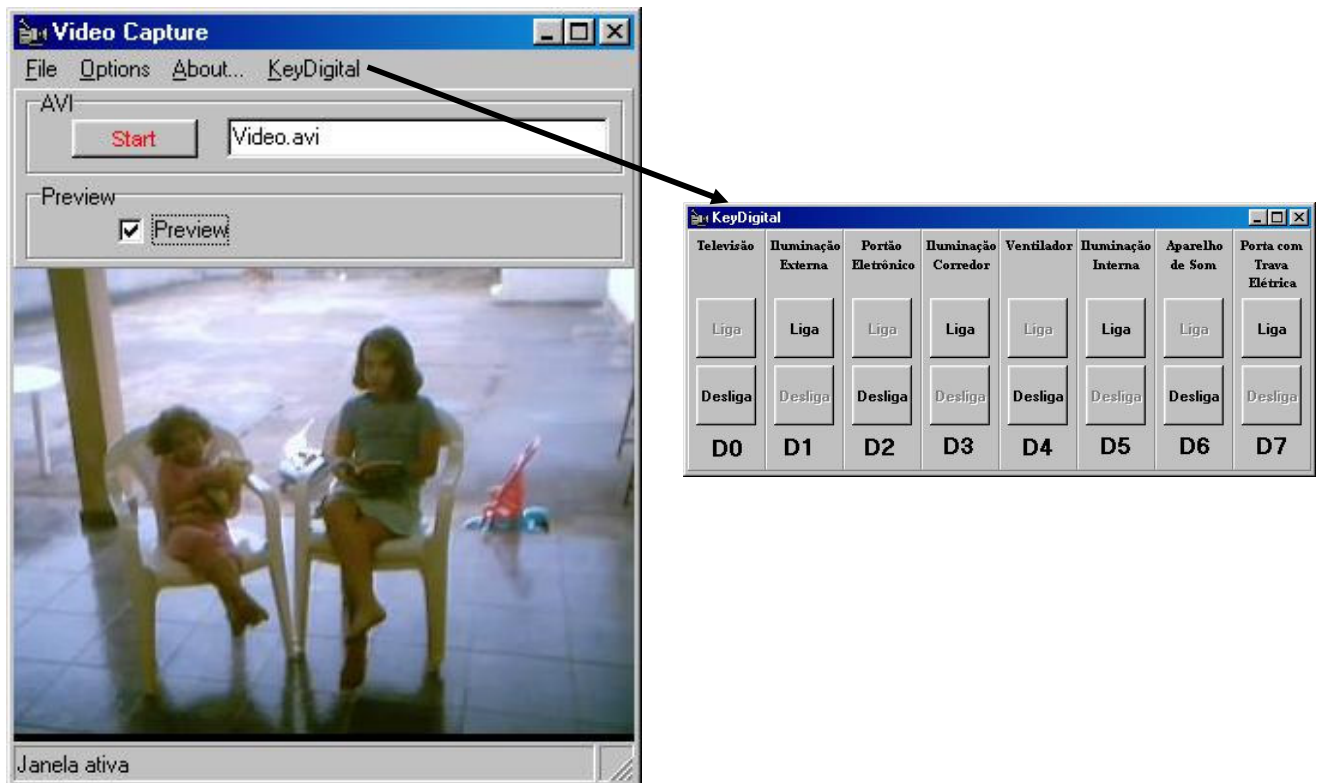 Video Capture
File Options About... KeyDigital
AVI
Start Video.avi
Preview
Preview
Janela ativa
KeyDigital
Televisão Iluminação Externa Portão Eletrônico Iluminação Corredor Ventilador Iluminação Interna Aparelho de Som Porta com Trava Elétrica
Liga Liga Liga Liga Liga Liga Liga Liga
Desliga Desliga Desliga Desliga Desliga Desliga Desliga Desliga
D0 D1 D2 D3 D4 D5 D6 D7